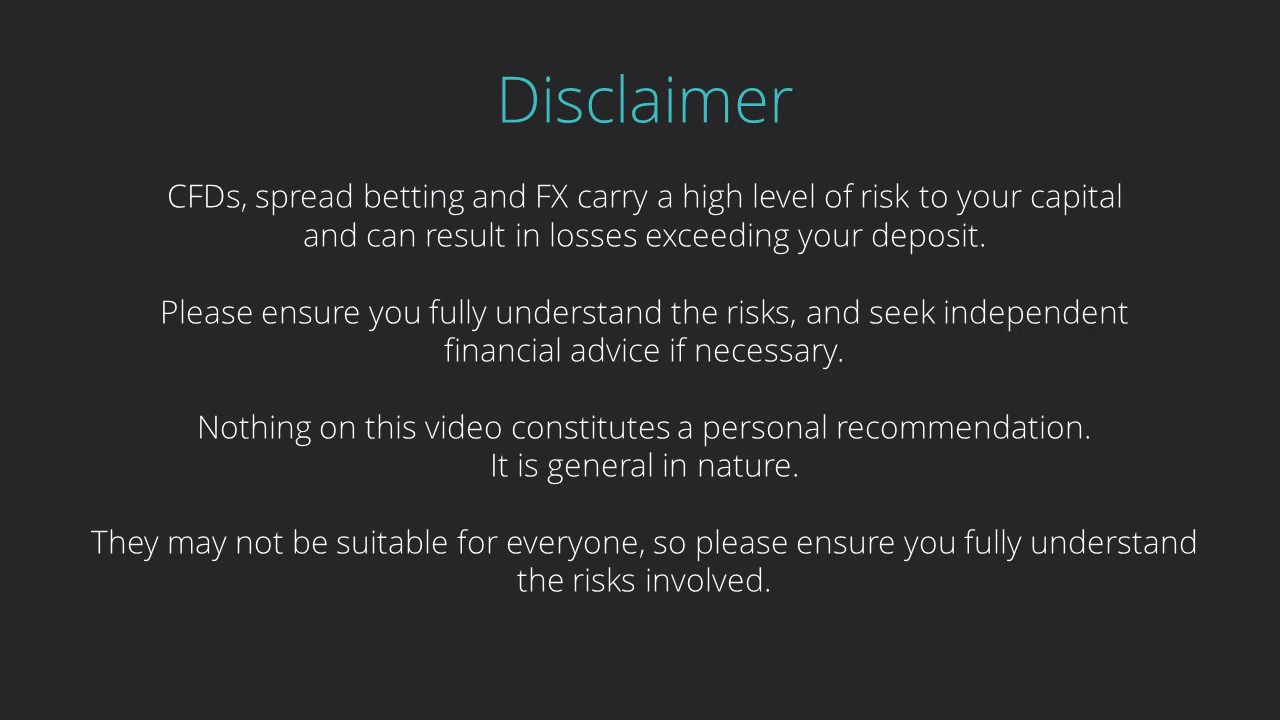 Disclaimer
CFDs, spread betting and FX carry a high level of risk to your capital
and can result in losses exceeding your deposit.
Please ensure you fully understand the risks, and seek independent
financial advice if necessary.
Nothing on this video constitutes a personal recommendation.
It is general in nature.
They may not be suitable for everyone, so please ensure you fully understand
the risks involved.